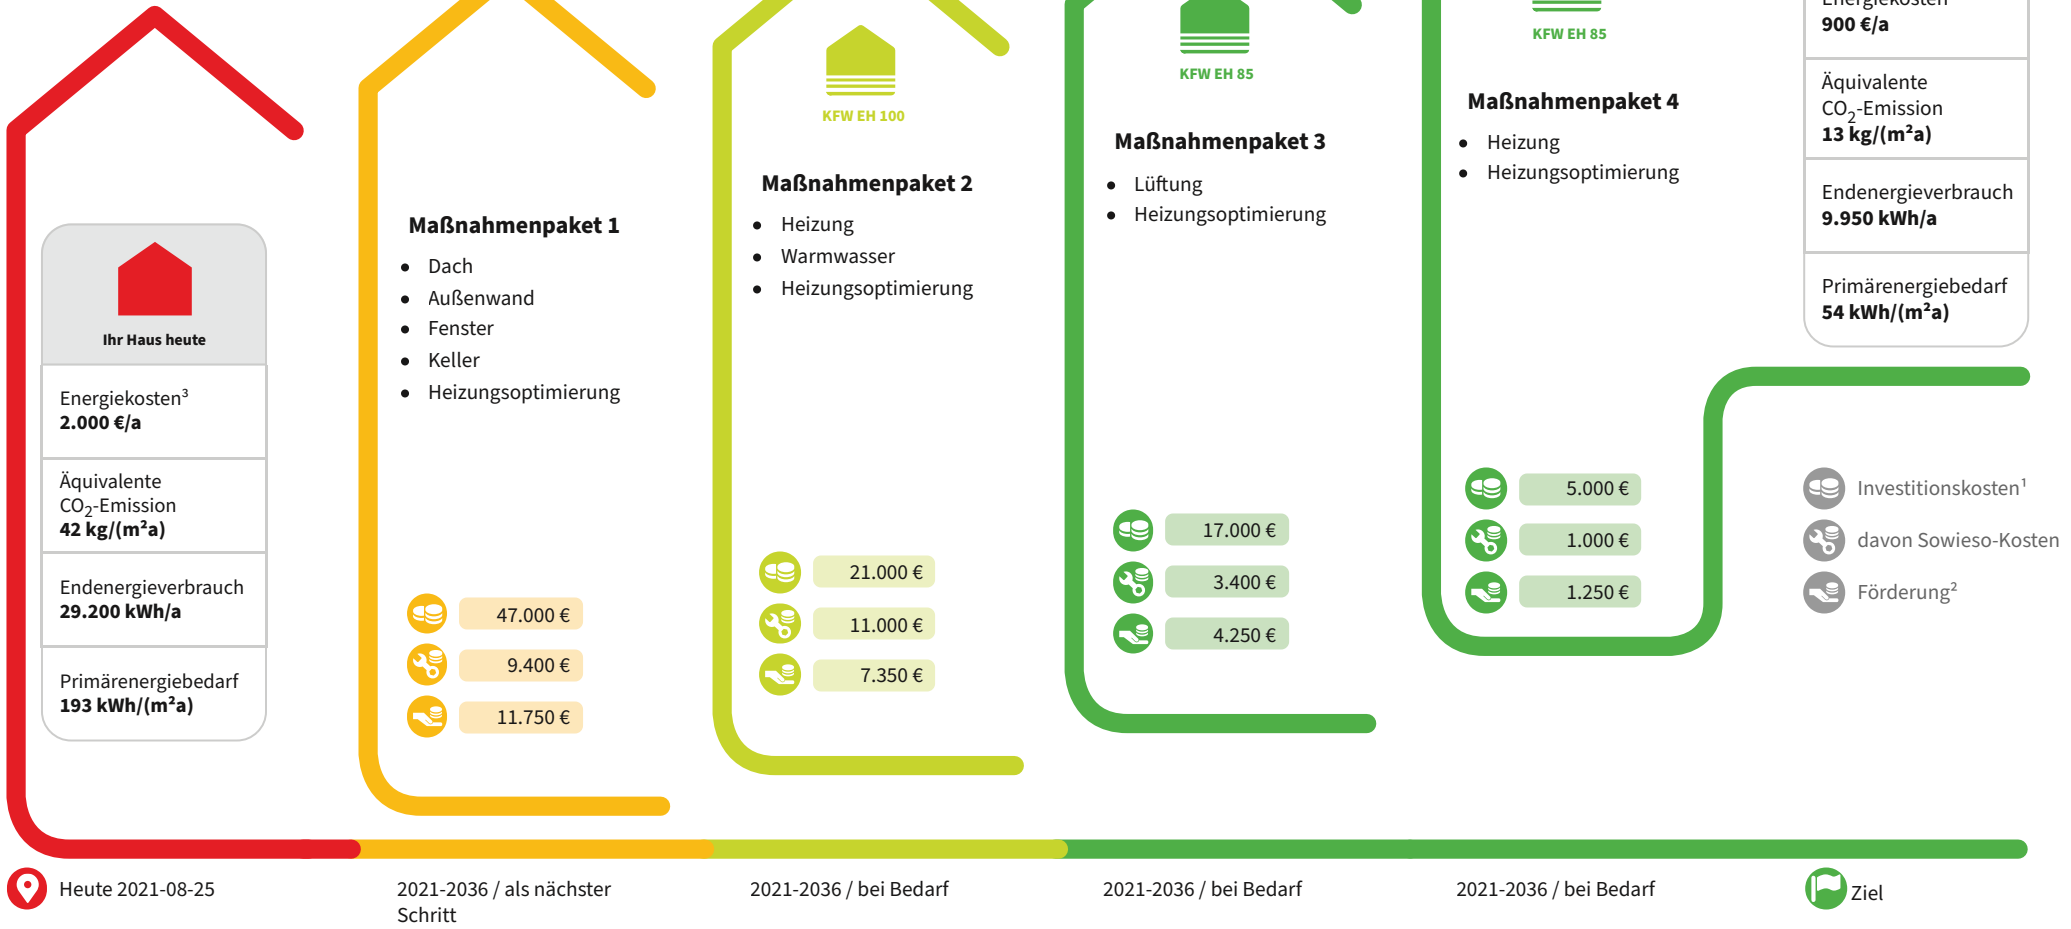 Ihr Haus heute
Energiekosten³
2.000 €/a
Äquivalente
CO₂-Emission
42 kg/(m²a)
Endenergieverbrauch
29.200 kWh/a
Primärenergiebedarf
193 kWh/(m²a)
Maßnahmenpaket 1
• Dach
• Außenwand
• Fenster
• Keller
• Heizungsoptimierung
47.000 €
9.400 €
11.750 €
KFW EH 100
Maßnahmenpaket 2
• Heizung
• Warmwasser
• Heizungsoptimierung
21.000 €
11.000 €
7.350 €
KFW EH 85
Maßnahmenpaket 3
• Lüftung
• Heizungsoptimierung
17.000 €
3.400 €
4.250 €
KFW EH 85
Maßnahmenpaket 4
• Heizung
• Heizungsoptimierung
5.000 €
1.000 €
1.250 €
Energiekosten
900 €/a
Äquivalente
CO₂-Emission
13 kg/(m²a)
Endenergieverbrauch
9.950 kWh/a
Primärenergiebedarf
54 kWh/(m²a)
Investitionskosten¹
davon Sowieso-Kosten
Förderung²
Heute 2021-08-25
2021-2036 / als nächster
Schritt
2021-2036 / bei Bedarf
2021-2036 / bei Bedarf
2021-2036 / bei Bedarf
Ziel